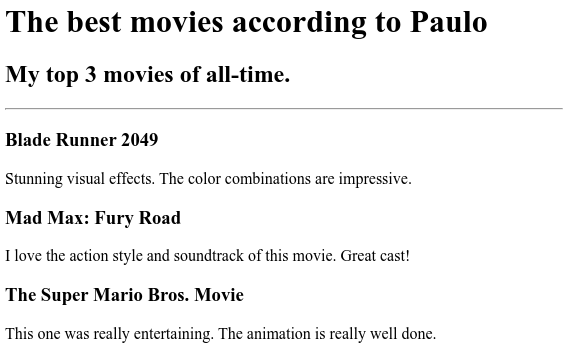 The best movies according to Paulo
My top 3 movies of all-time.
Blade Runner 2049
Stunning visual effects. The color combinations are impressive.
Mad Max: Fury Road
I love the action style and soundtrack of this movie. Great cast!
The Super Mario Bros. Movie
This one was really entertaining. The animation is really well done.